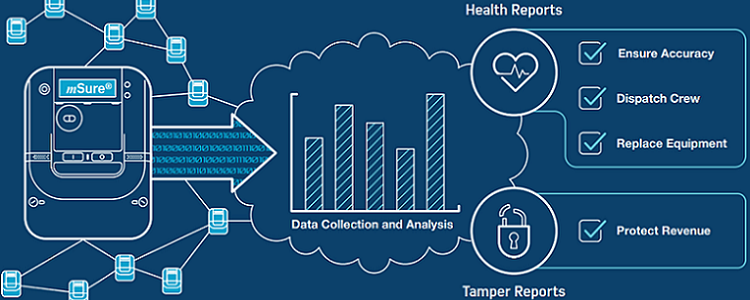 mSure®
Data Collection and Analysis
Health Reports
Ensure Accuracy
Dispatch Crew
Replace Equipment
Protect Revenue
Tamper Reports